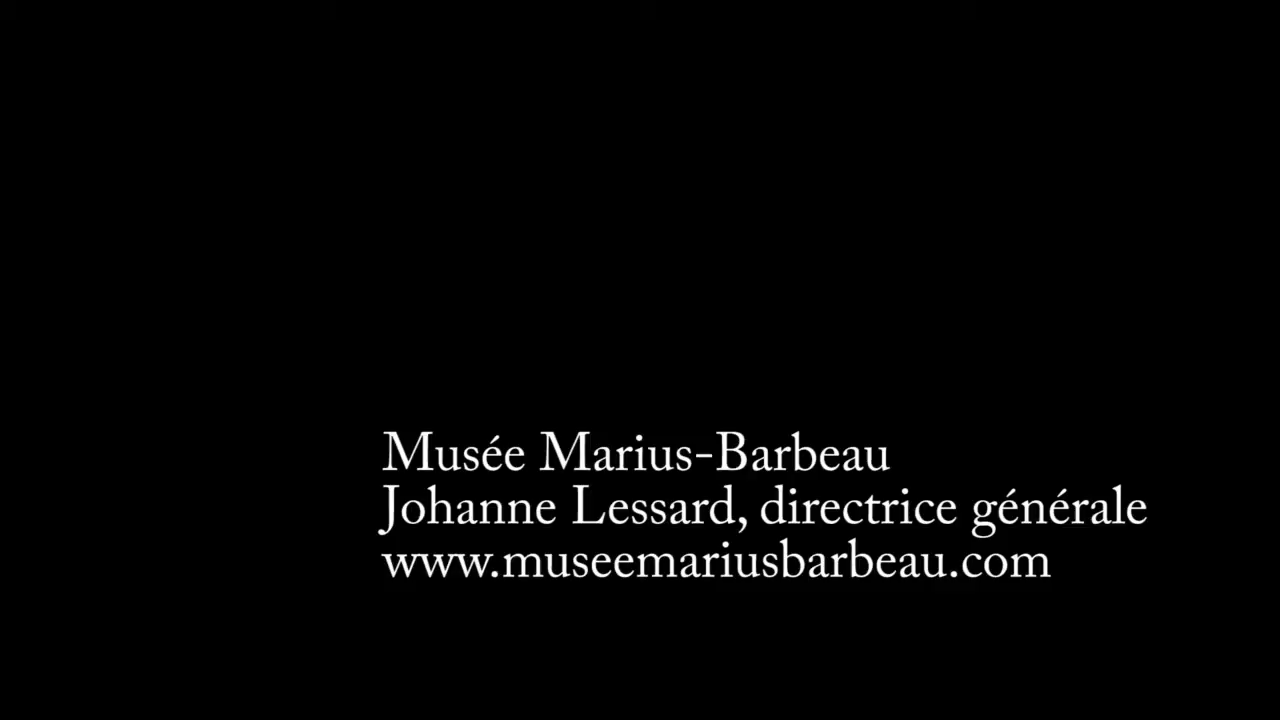 Musée Marius-Barbeau
Johanne Lessard, directrice générale
www.museemariusbarbeau.com